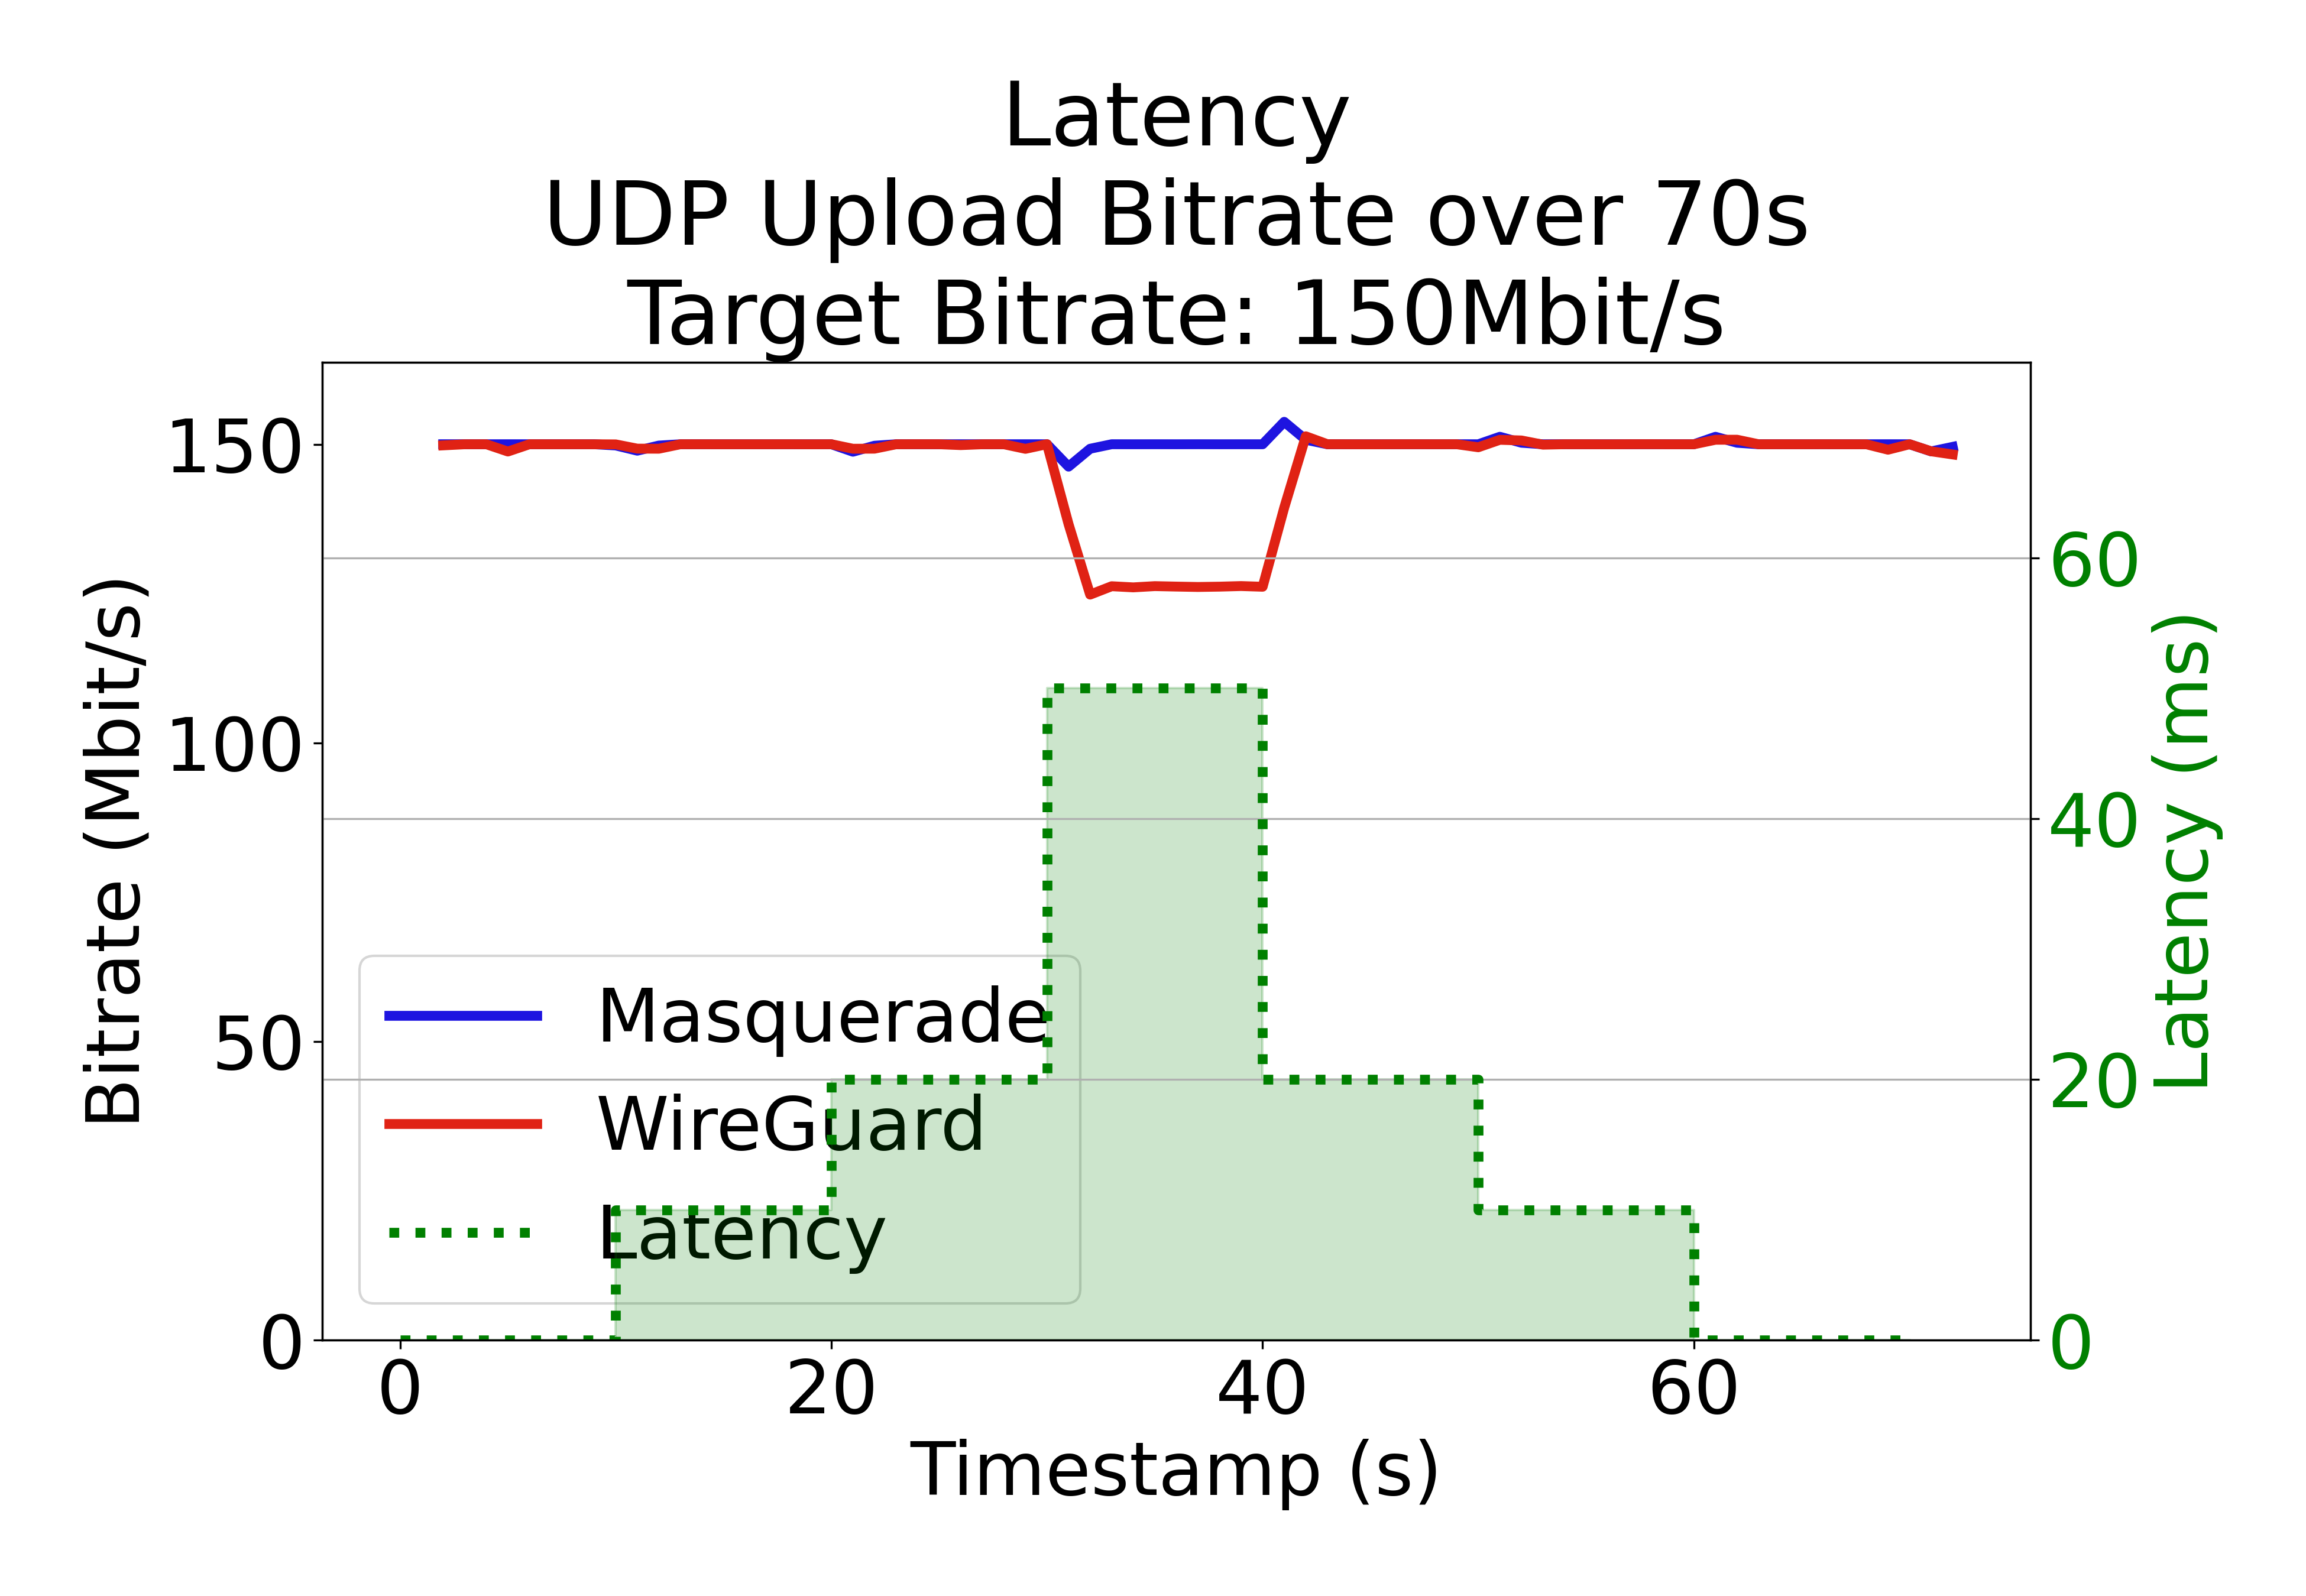 Latency
UDP Upload Bitrate over 70s
Target Bitrate: 150Mbit/s
Bitrate (Mbit/s)
150
100
50
0
60
40
20
0
Latency (ms)
Masquerade
WireGuard
Latency
0 20 40 60
Timestamp (s)